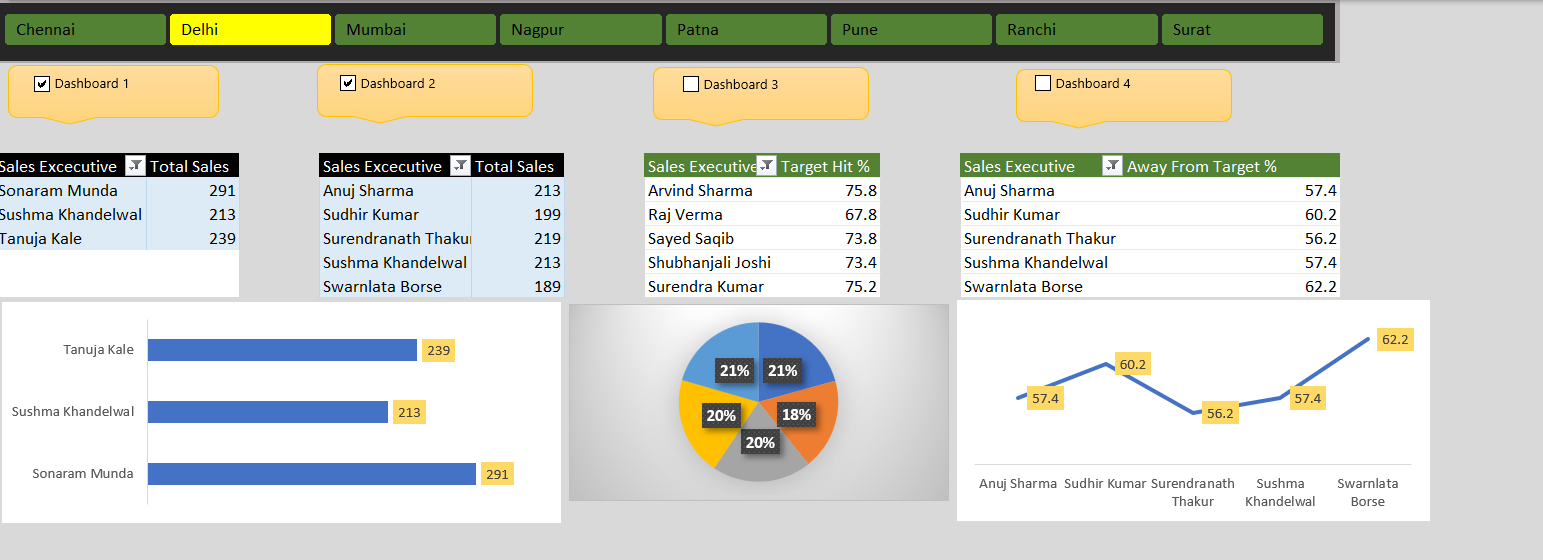 Chennai Delhi Mumbai Nagpur Patna Pune Ranchi Surat
Dashboard 1 Dashboard 2 Dashboard 3 Dashboard 4
Sales Excecutive Total Sales
Sonaram Munda 291
Sushma Khandelwal 213
Tanuja Kale 239
Sales Excecutive Total Sales
Anuj Sharma 213
Sudhir Kumar 199
Surendranath Thakur 219
Sushma Khandelwal 213
Swarnlata Borse 189
Sales Executive Target Hit %
Arvind Sharma 75.8
Raj Verma 67.8
Sayed Saqib 73.8
Shubhanjali Joshi 73.4
Surendra Kumar 75.2
Sales Executive Away From Target %
Anuj Sharma 57.4
Sudhir Kumar 60.2
Surendranath Thakur 56.2
Sushma Khandelwal 57.4
Swarnlata Borse 62.2
Tanuja Kale 239
Sushma Khandelwal 213
Sonaram Munda 291
21% 21%
20% 18%
20%
62.2
60.2
57.4 57.4
56.2
Anuj Sharma Sudhir Kumar Surendranath Sushma Swarnlata
Thakur Khandelwal Borse